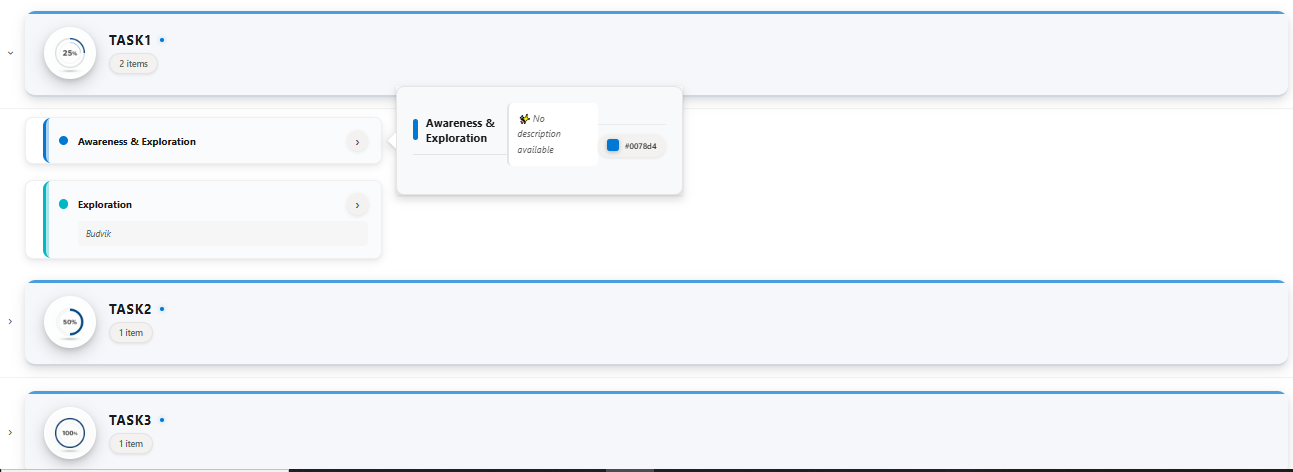 25%
TASK1
2 items
Awareness & Exploration
›
Awareness &
Exploration
No
description
available
#0078d4
Exploration
›
Budvik
50%
TASK2
1 item
100%
TASK3
1 item